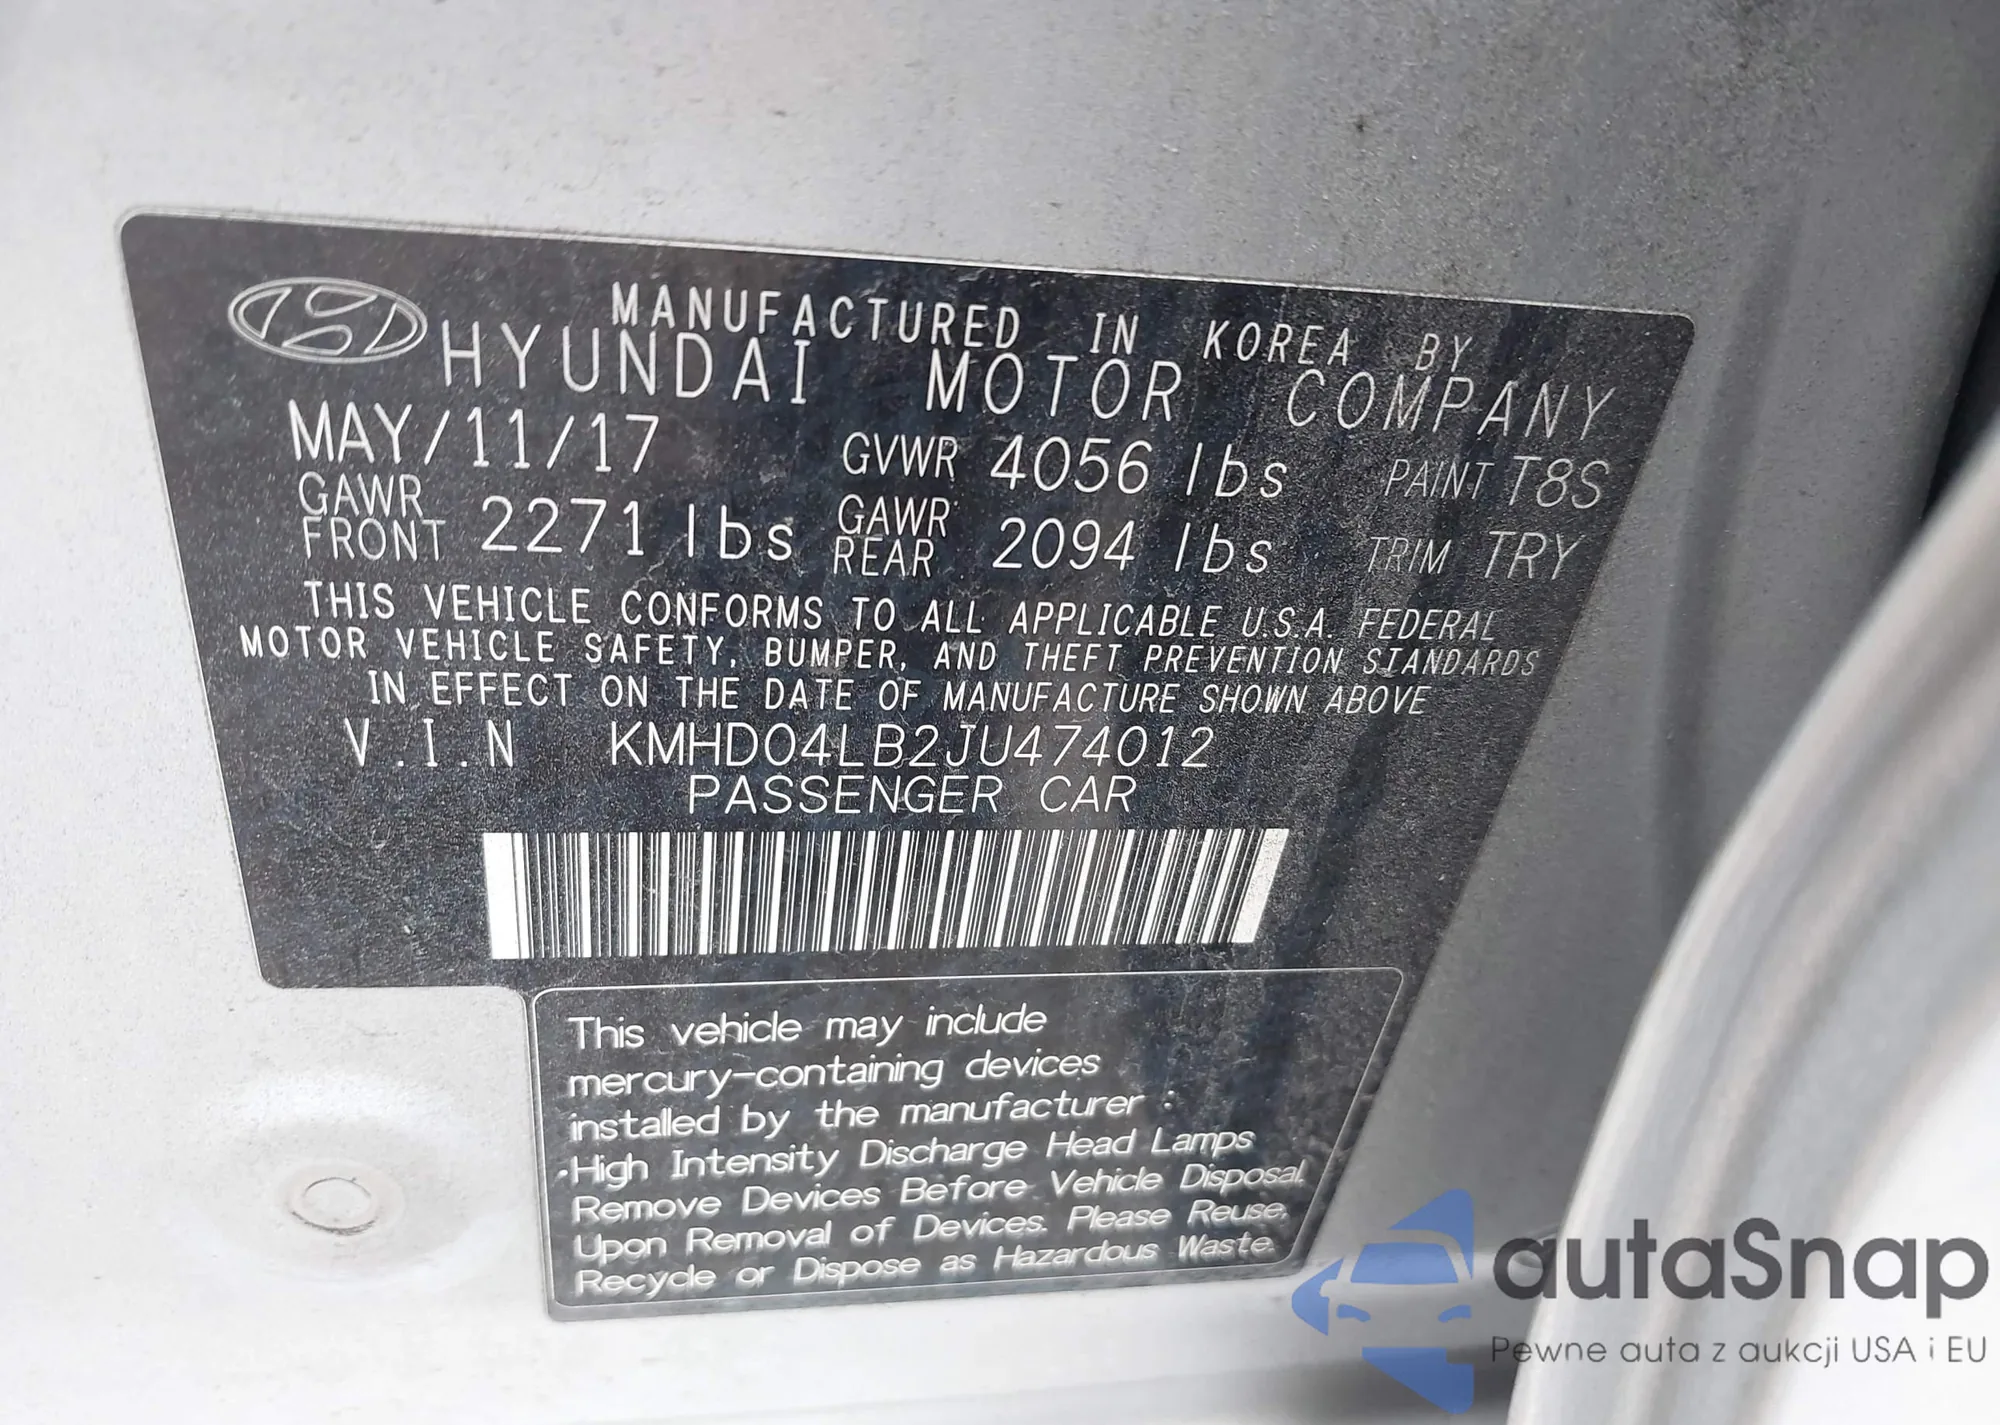 MANUFACTURED IN KOREA BY
HYUNDAI MOTOR COMPANY
MAY/11/17 GVWR 4056 lbs PAINT T8S
GAWR FRONT 2271 lbs GAWR REAR 2094 lbs TRIM TRY
THIS VEHICLE CONFORMS TO ALL APPLICABLE U.S.A. FEDERAL
MOTOR VEHICLE SAFETY, BUMPER, AND THEFT PREVENTION STANDARDS
IN EFFECT ON THE DATE OF MANUFACTURE SHOWN ABOVE
V.I.N KMHD04LB2JU474012
PASSENGER CAR
This vehicle may include
mercury-containing devices
installed by the manufacturer :
·High Intensity Discharge Head Lamps
Remove Devices Before Vehicle Disposal.
Upon Removal of Devices. Please Reuse,
Recycle or Dispose as Hazardous Waste.
autaSnap
Pewne auta z aukcji USA i EU